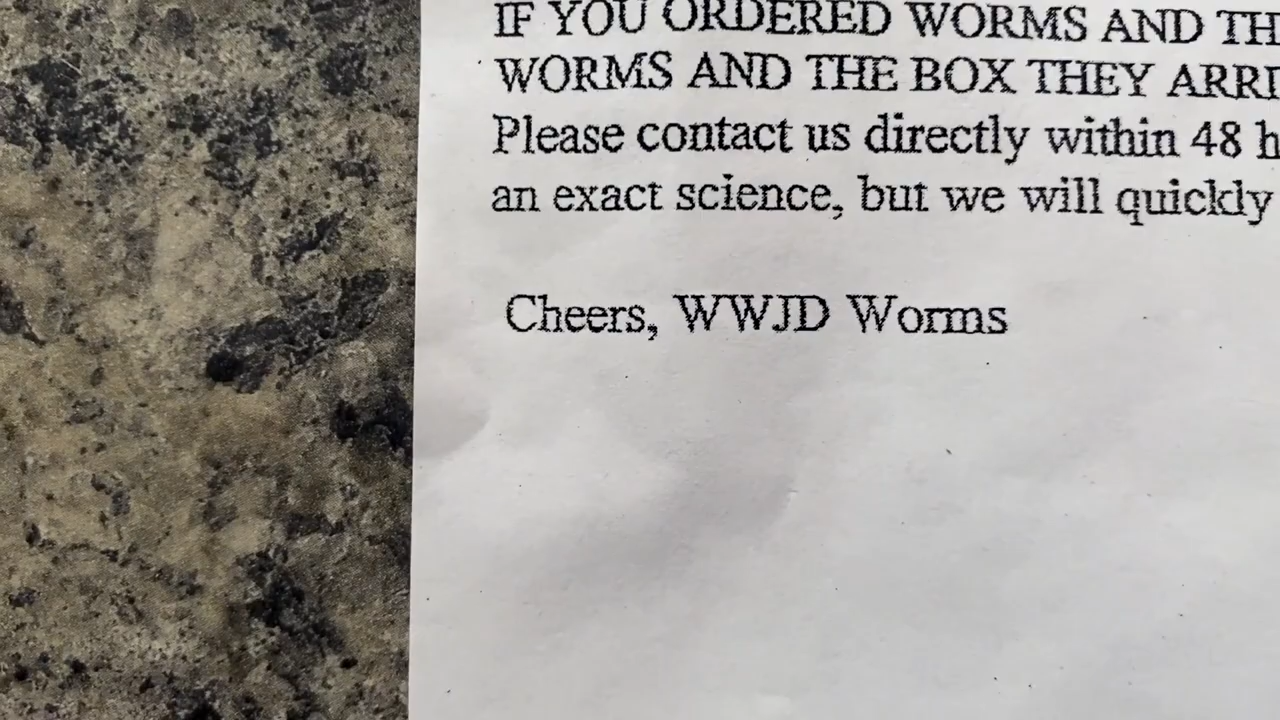 IF YOU ORDERED WORMS AND TH
WORMS AND THE BOX THEY ARRI
Please contact us directly within 48 h
an exact science, but we will quickly
Cheers, WWJD Worms